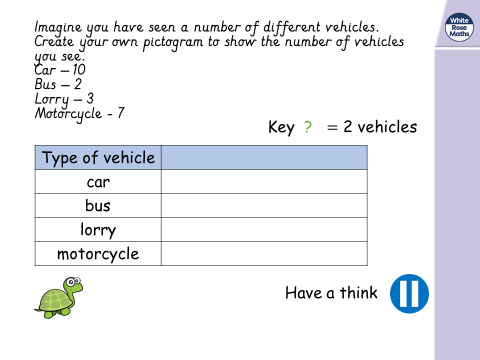 Imagine you have seen a number of different vehicles.
Create your own pictogram to show the number of vehicles
you see.
Car – 10
Bus – 2
Lorry – 3
Motorcycle - 7
Key ? = 2 vehicles
Type of vehicle
car
bus
lorry
motorcycle
Have a think
White
Rose
Maths